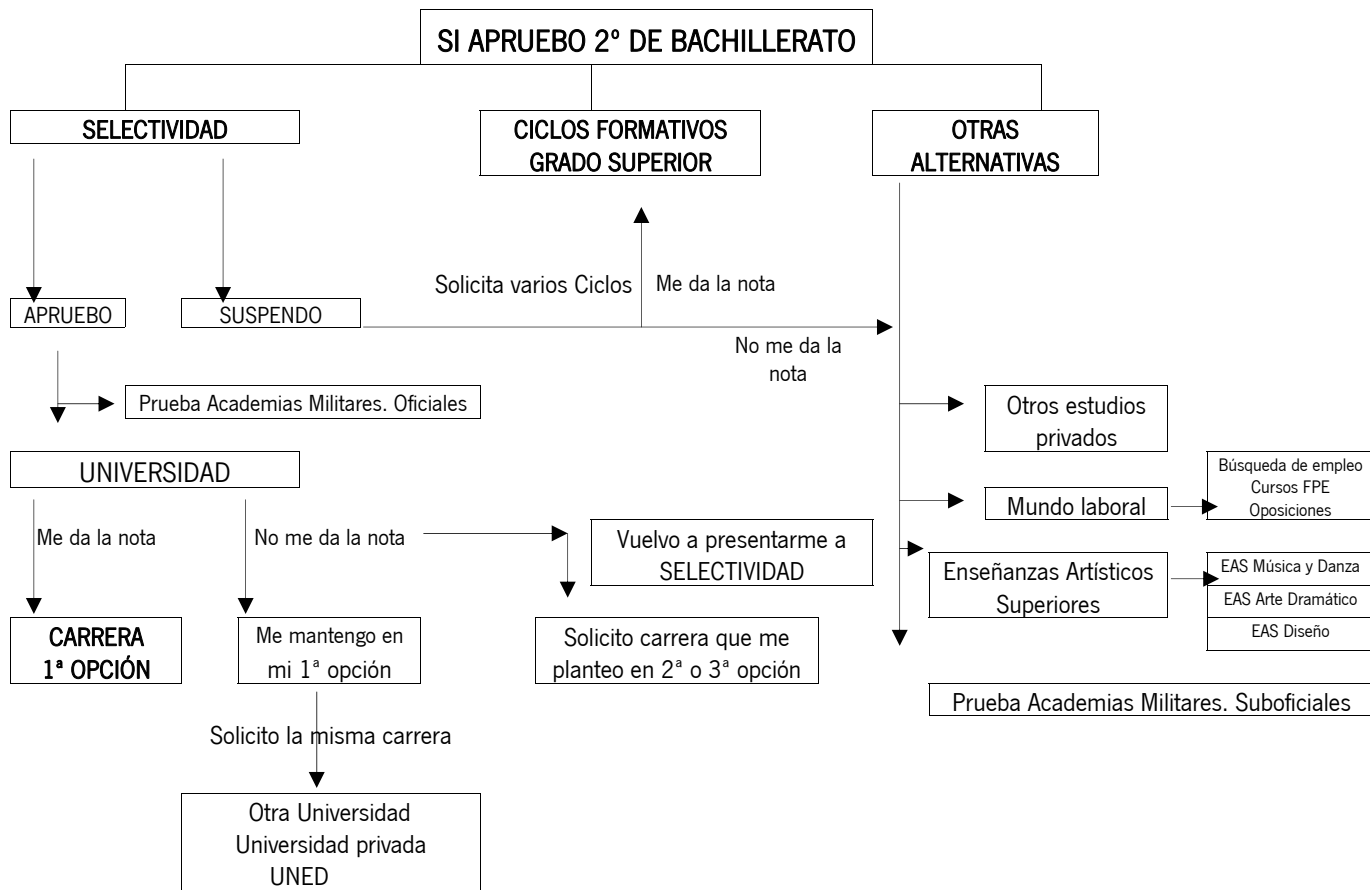 SI APRUEBO 2º DE BACHILLERATO
SELECTIVIDAD
CICLOS FORMATIVOS
GRADO SUPERIOR
OTRAS
ALTERNATIVAS
Solicita varios Ciclos
Me da la nota
APRUEBO
SUSPENDO
No me da la
nota
Prueba Academias Militares. Oficiales
Otros estudios
privados
UNIVERSIDAD
Mundo laboral
Búsqueda de empleo
Cursos FPE
Oposiciones
Me da la nota
No me da la nota
Vuelvo a presentarme a
SELECTIVIDAD
Enseñanzas Artísticos
Superiores
EAS Música y Danza
EAS Arte Dramático
EAS Diseño
CARRERA
1ª OPCIÓN
Me mantengo en
mi 1ª opción
Solicito carrera que me
planteo en 2ª o 3ª opción
Prueba Academias Militares. Suboficiales
Solicito la misma carrera
Otra Universidad
Universidad privada
UNED